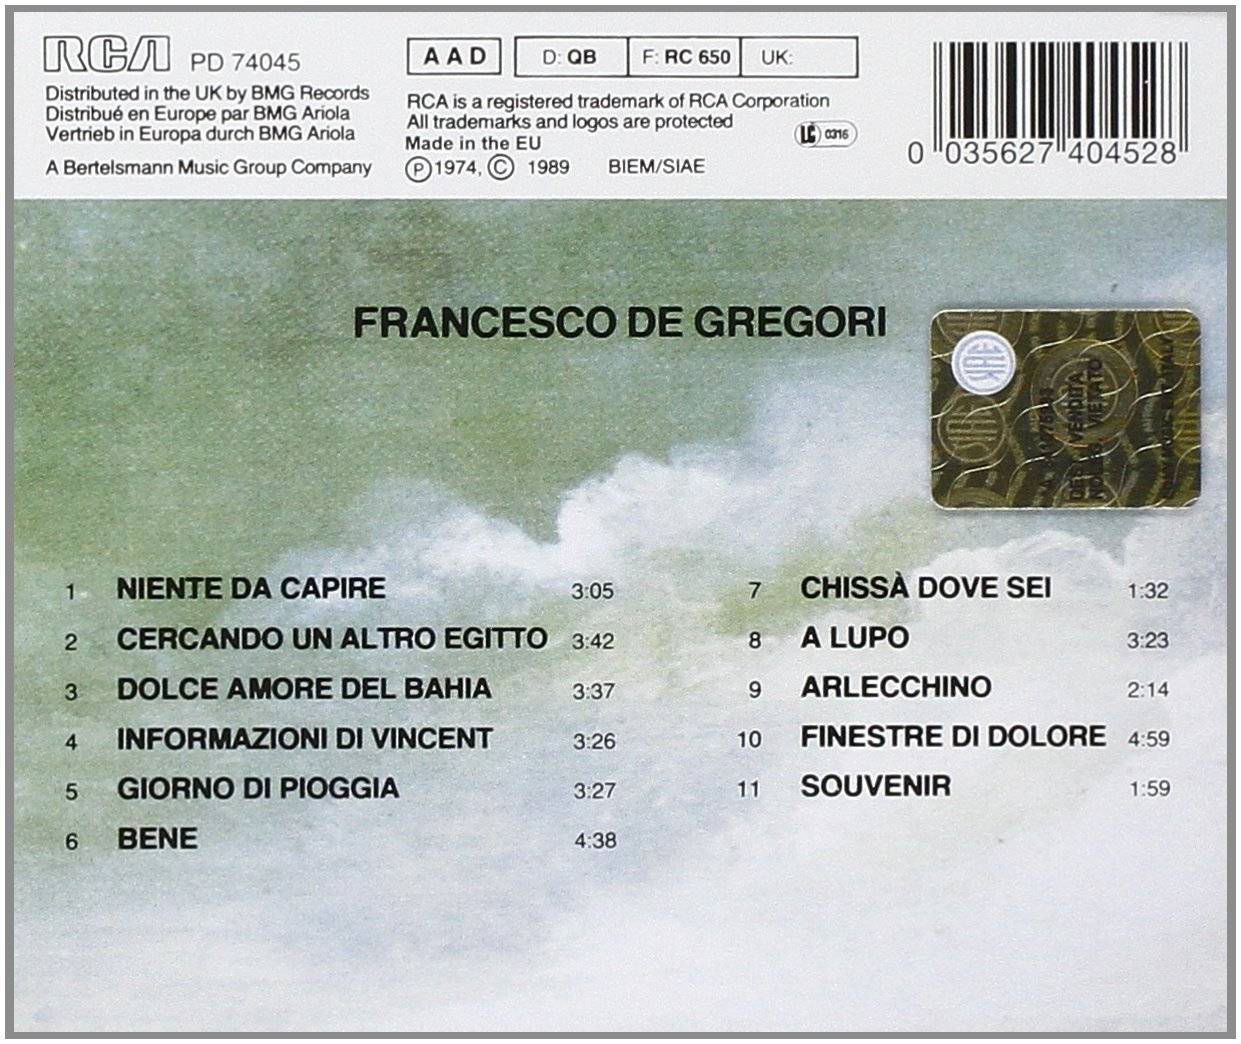 RCA PD 74045
Distributed in the UK by BMG Records
Distribué en Europe par BMG Ariola
Vertrieb in Europa durch BMG Ariola
A Bertelsmann Music Group Company
AAD D: QB F: RC 650 UK:
RCA is a registered trademark of RCA Corporation
All trademarks and logos are protected
Made in the EU
LC 0316
Ⓟ1974, © 1989 BIEM/SIAE
0 035627 404528
FRANCESCO DE GREGORI
SIAE
1 NIENTE DA CAPIRE 3:05
2 CERCANDO UN ALTRO EGITTO 3:42
3 DOLCE AMORE DEL BAHIA 3:37
4 INFORMAZIONI DI VINCENT 3:26
5 GIORNO DI PIOGGIA 3:27
6 BENE 4:38
7 CHISSÀ DOVE SEI 1:32
8 A LUPO 3:23
9 ARLECCHINO 2:14
10 FINESTRE DI DOLORE 4:59
11 SOUVENIR 1:59